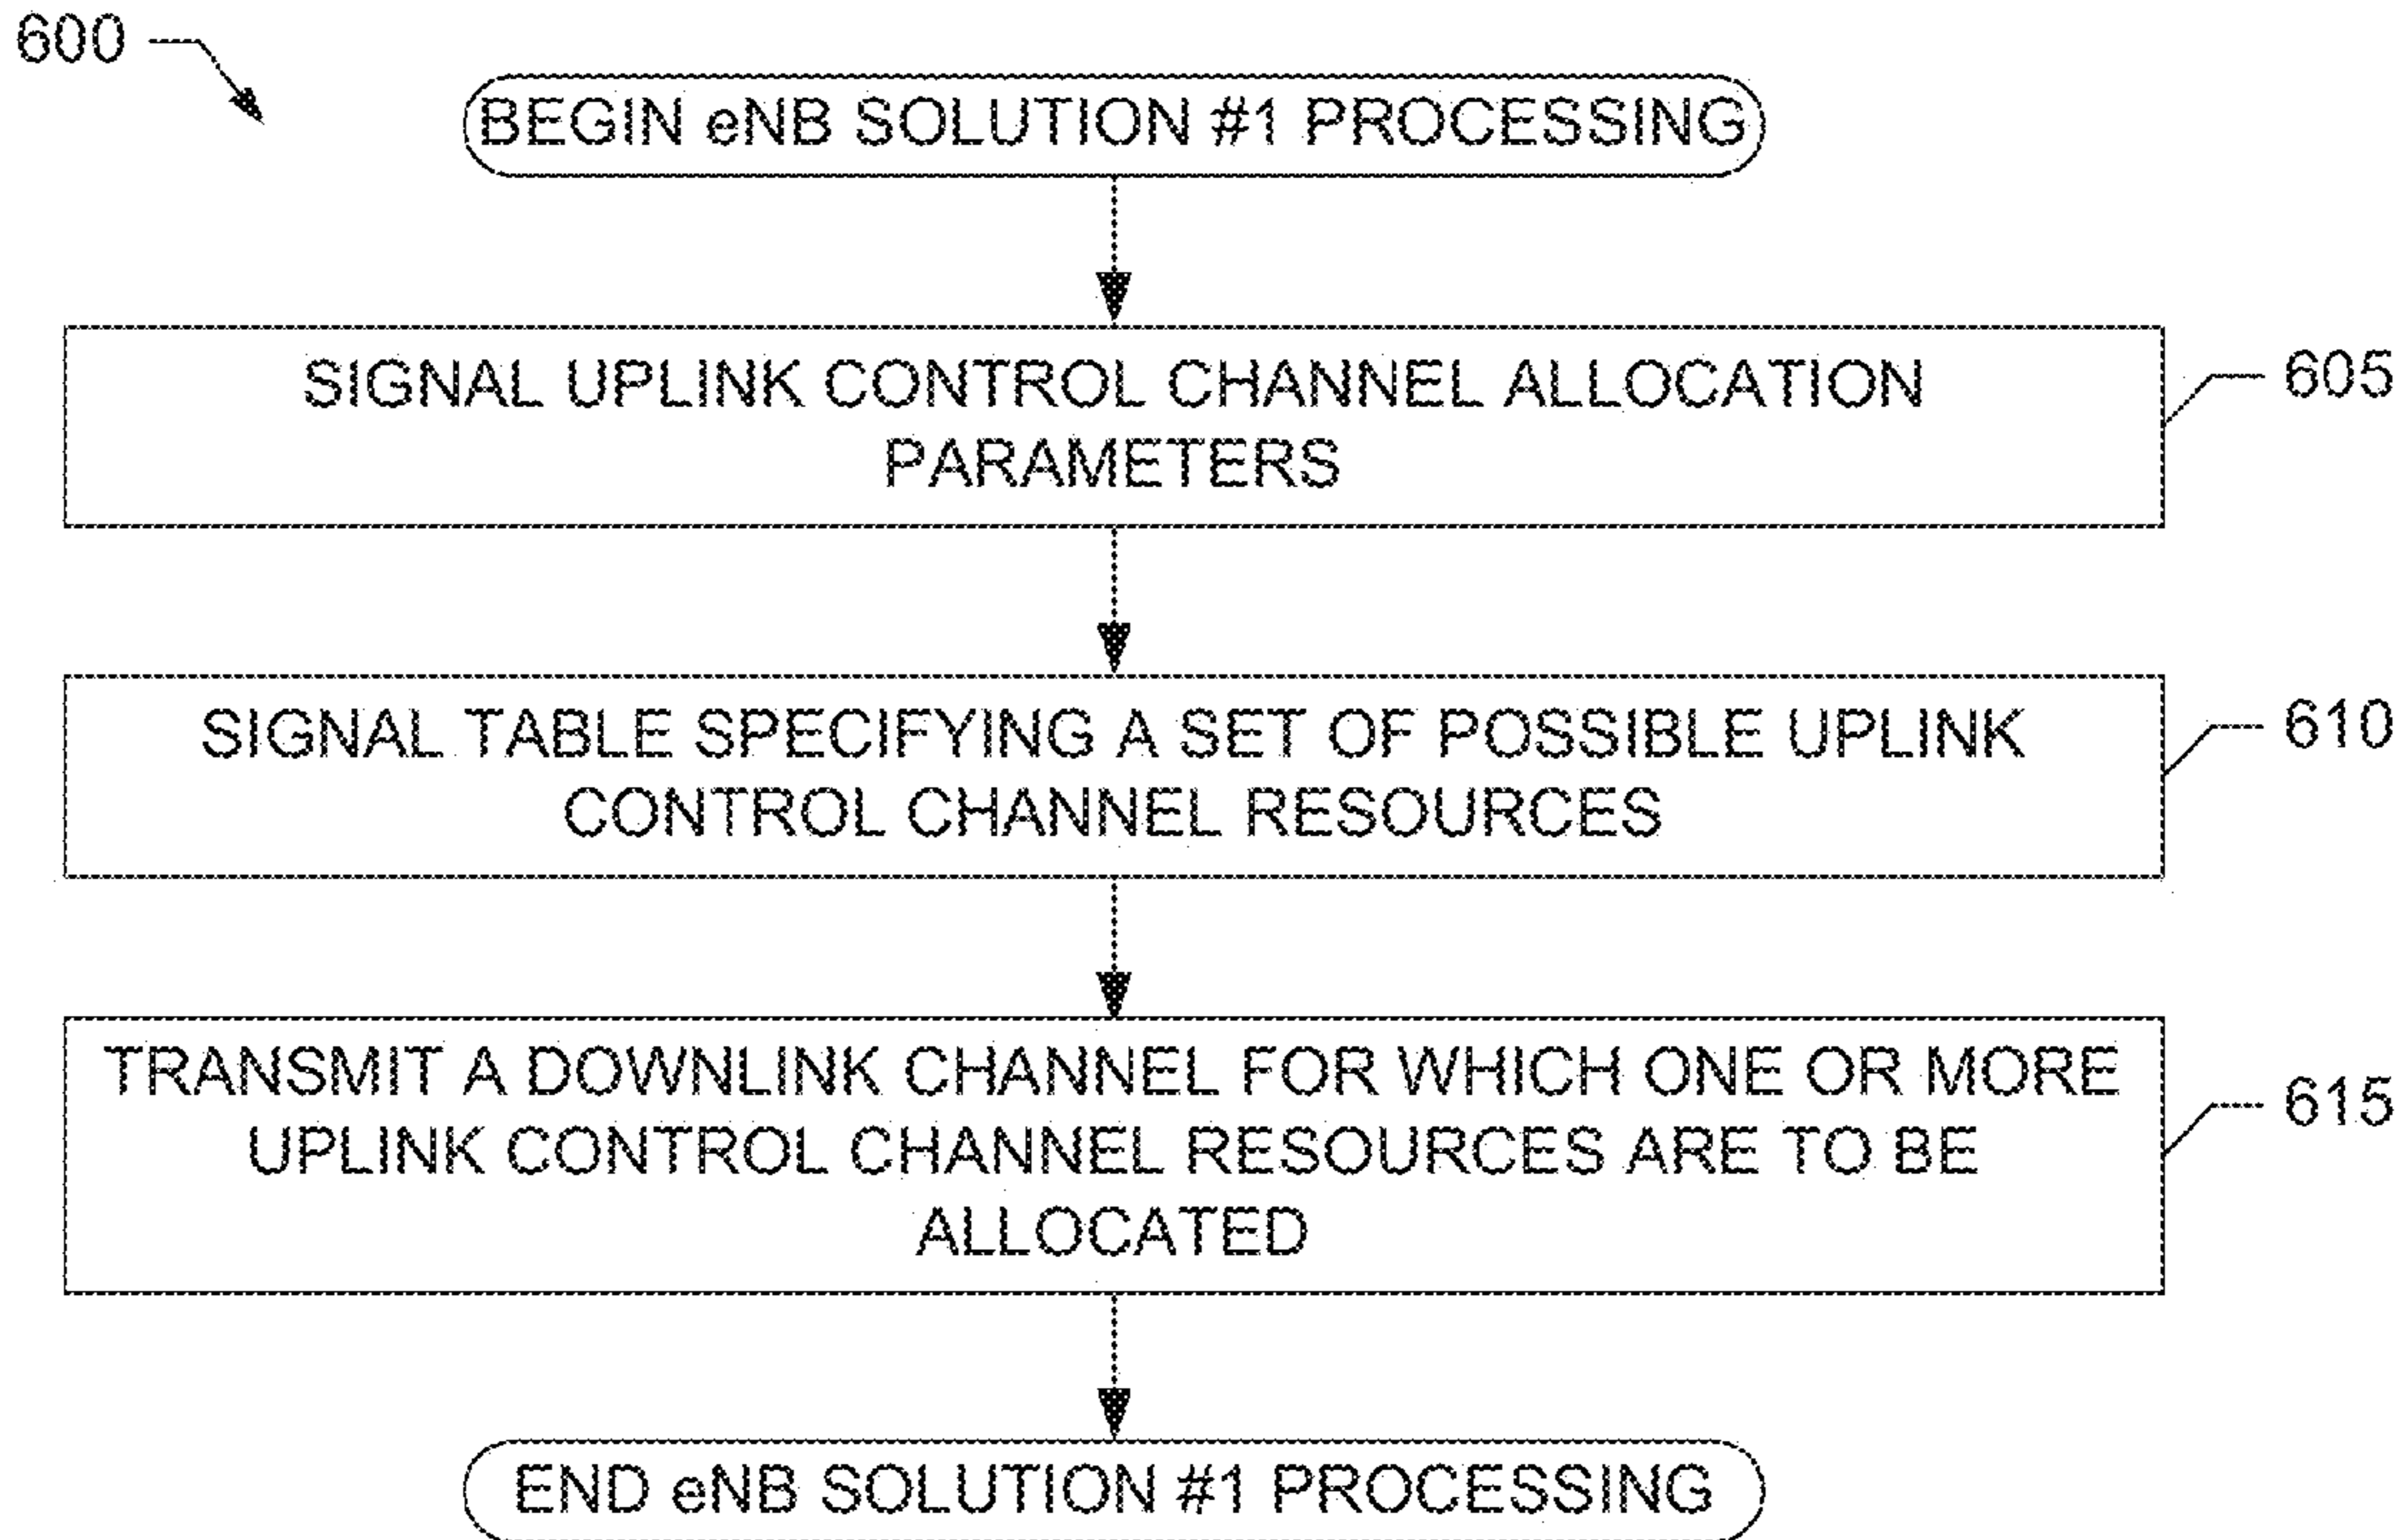 600
BEGIN eNB SOLUTION #1 PROCESSING
SIGNAL UPLINK CONTROL CHANNEL ALLOCATION
PARAMETERS
605
SIGNAL TABLE SPECIFYING A SET OF POSSIBLE UPLINK
CONTROL CHANNEL RESOURCES
610
TRANSMIT A DOWNLINK CHANNEL FOR WHICH ONE OR MORE
UPLINK CONTROL CHANNEL RESOURCES ARE TO BE
ALLOCATED
615
END eNB SOLUTION #1 PROCESSING